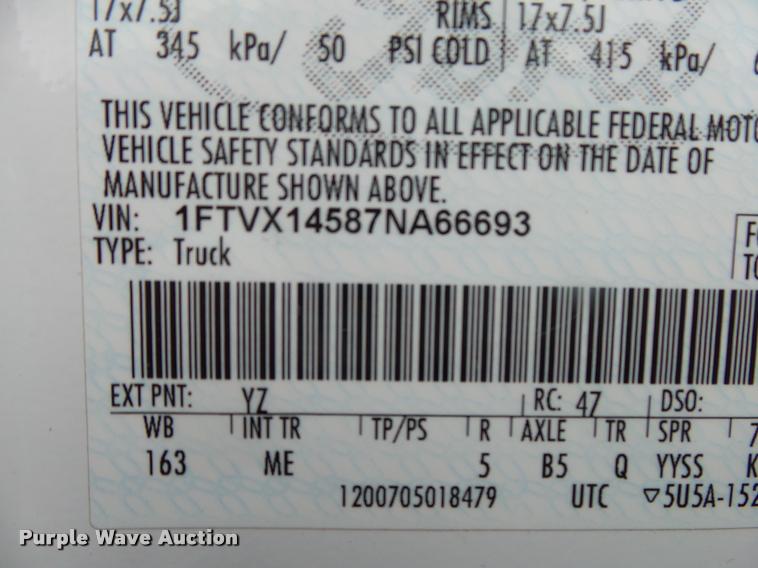 17x7.5J RIMS 17x7.5J
AT 345 kPa/ 50 PSI COLD AT 415 kPa/
THIS VEHICLE CONFORMS TO ALL APPLICABLE FEDERAL MOTO
VEHICLE SAFETY STANDARDS IN EFFECT ON THE DATE OF
MANUFACTURE SHOWN ABOVE.
VIN: 1FTVX14587NA66693
TYPE: Truck
EXT PNT: YZ RC: 47 DSO:
WB INT TR TP/PS R AXLE TR SPR
163 ME 5 B5 Q YYSS
1200705018479 UTC ▽5U5A-152
Purple Wave Auction